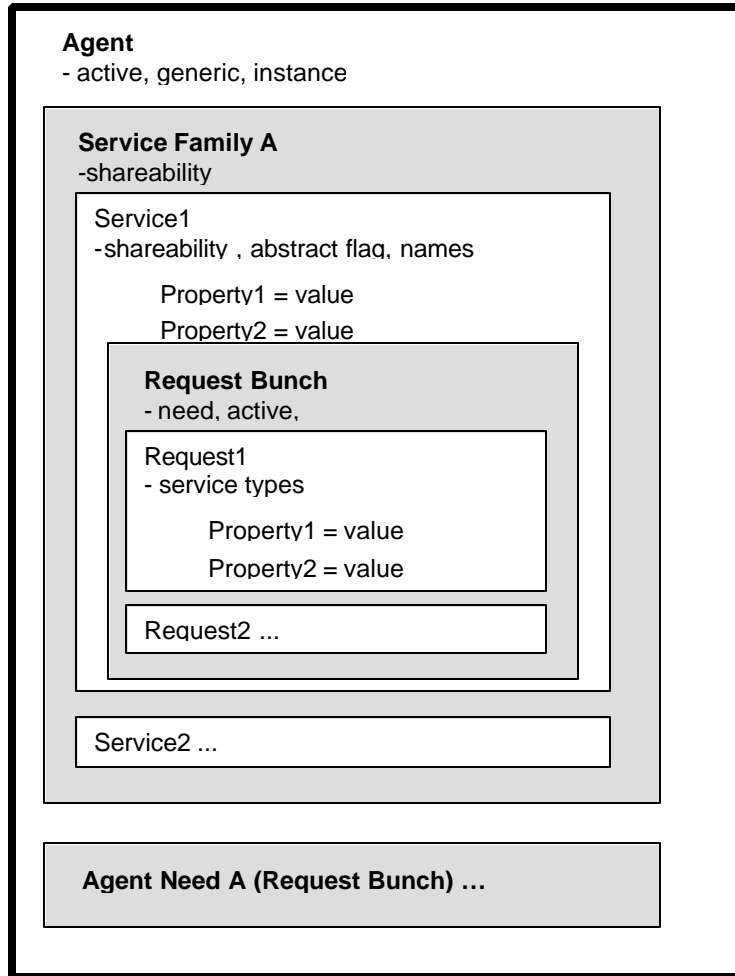 Agent
- active, generic, instance
Service Family A
-shareability
Service1
-shareability , abstract flag, names
Property1 = value
Property2 = value
Request Bunch
- need, active,
Request1
- service types
Property1 = value
Property2 = value
Request2 ...
Service2 ...
Agent Need A (Request Bunch) …